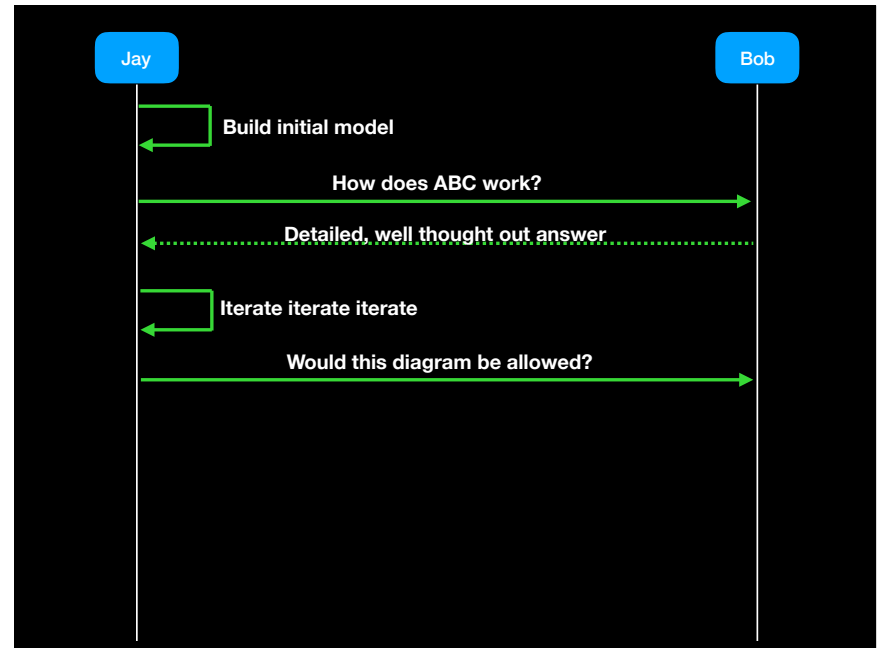 Jay
Bob
Build initial model
How does ABC work?
Detailed, well thought out answer
Iterate iterate iterate
Would this diagram be allowed?